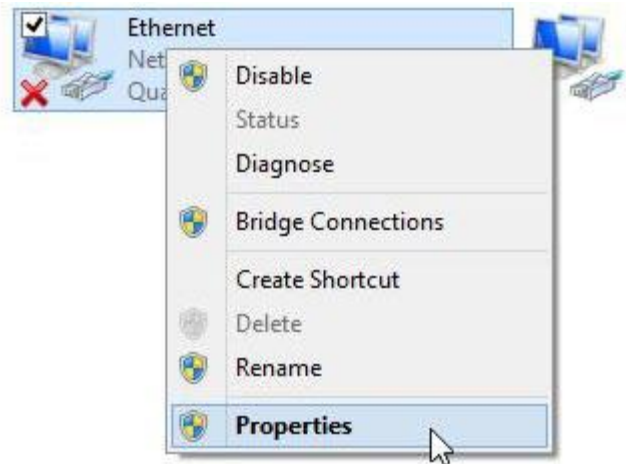 Ethernet
Disable
Status
Diagnose
Bridge Connections
Create Shortcut
Delete
Rename
Properties